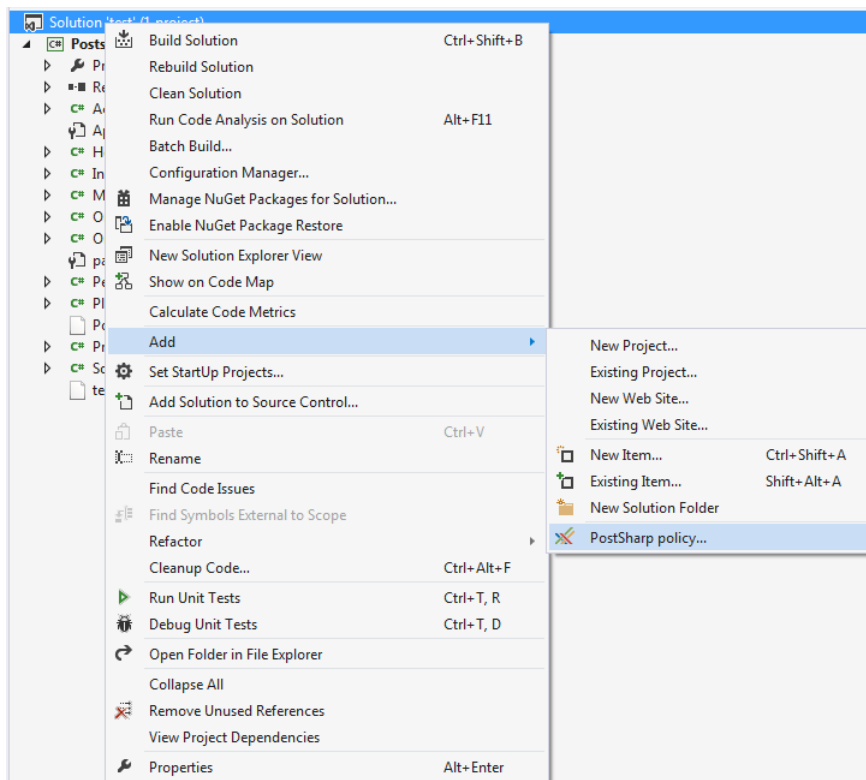 Solution 'test' (1 project)
Posts
Build Solution Ctrl+Shift+B
Rebuild Solution
Clean Solution
Run Code Analysis on Solution Alt+F11
Batch Build...
Configuration Manager...
Manage NuGet Packages for Solution...
Enable NuGet Package Restore
New Solution Explorer View
Show on Code Map
Calculate Code Metrics
Add
Set StartUp Projects...
Add Solution to Source Control...
Paste Ctrl+V
Rename
Find Code Issues
Find Symbols External to Scope
Refactor
Cleanup Code... Ctrl+Alt+F
Run Unit Tests Ctrl+T, R
Debug Unit Tests Ctrl+T, D
Open Folder in File Explorer
Collapse All
Remove Unused References
View Project Dependencies
Properties Alt+Enter
New Project...
Existing Project...
New Web Site...
Existing Web Site...
New Item... Ctrl+Shift+A
Existing Item... Shift+Alt+A
New Solution Folder
PostSharp policy...